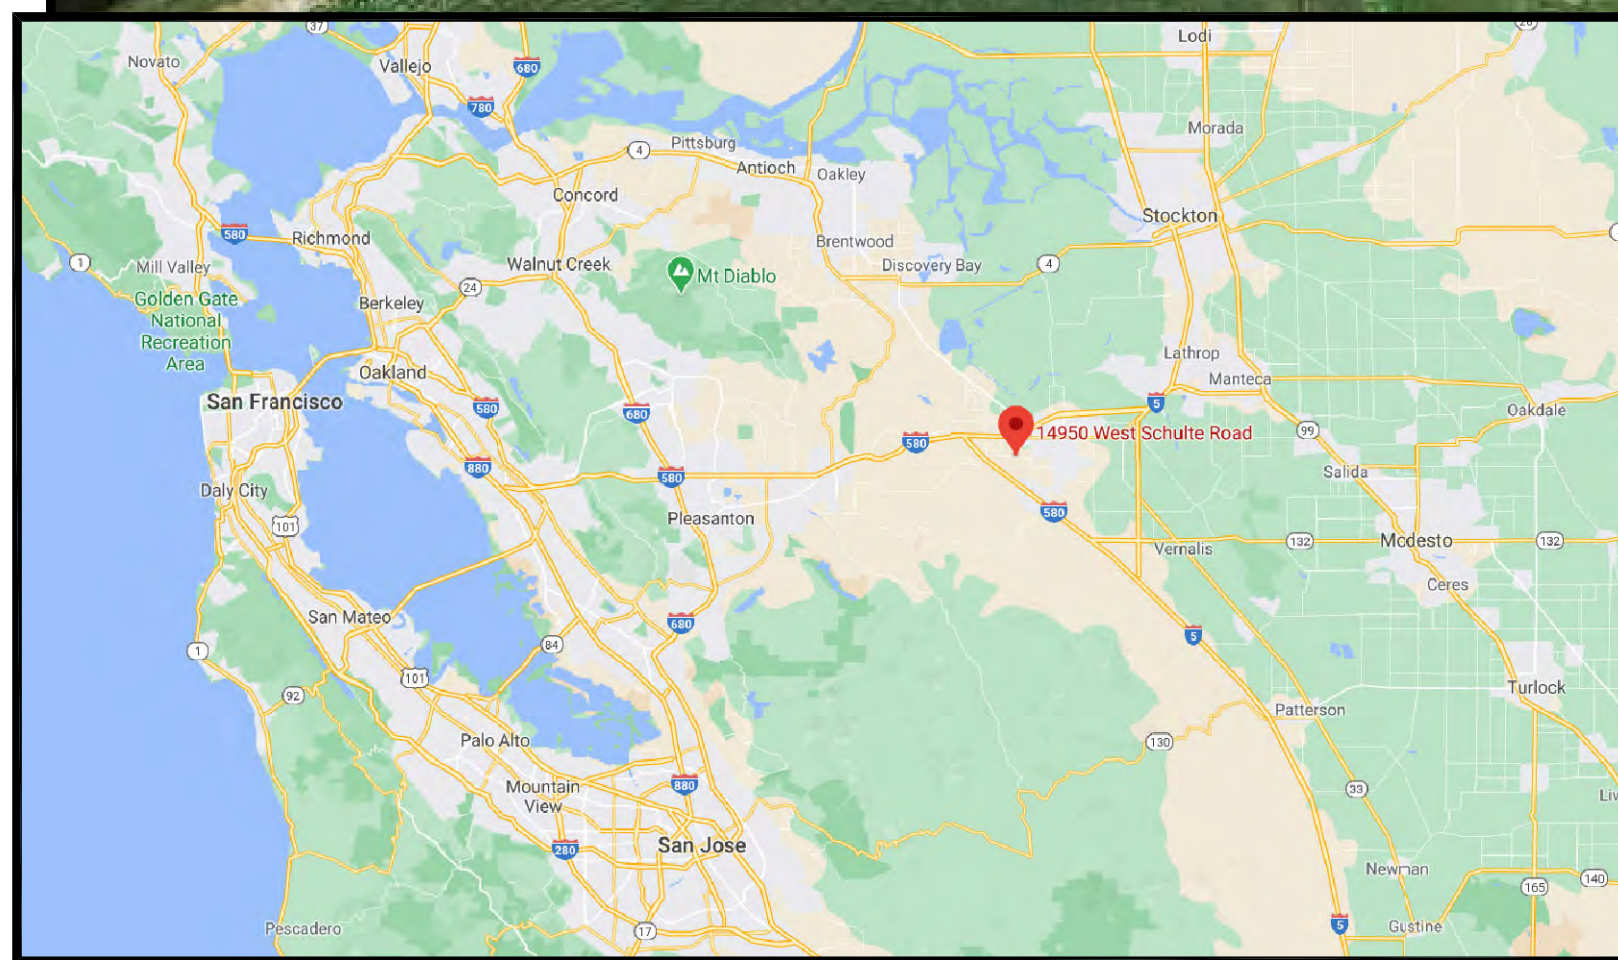 37
26
Lodi
Novato
Vallejo
680
780
Morada
4
Pittsburg
Antioch
Oakley
Concord
Stockton
580
Richmond
Brentwood
1
Mill Valley
Walnut Creek
Discovery Bay
4
Mt Diablo
24
Golden Gate
National
Recreation
Area
Berkeley
Lathrop
Oakland
Manteca
San Francisco
580
680
5
Oakdale
14950 West Schulte Road
99
580
880
580
Salida
Daly City
101
Pleasanton
580
132
Modesto
132
Vernalis
Ceres
San Mateo
680
5
84
1
101
92
Turlock
Patterson
Palo Alto
130
Mountain
View
880
33
Liv
San Jose
280
Newman
165
140
Pescadero
17
5
Gustine